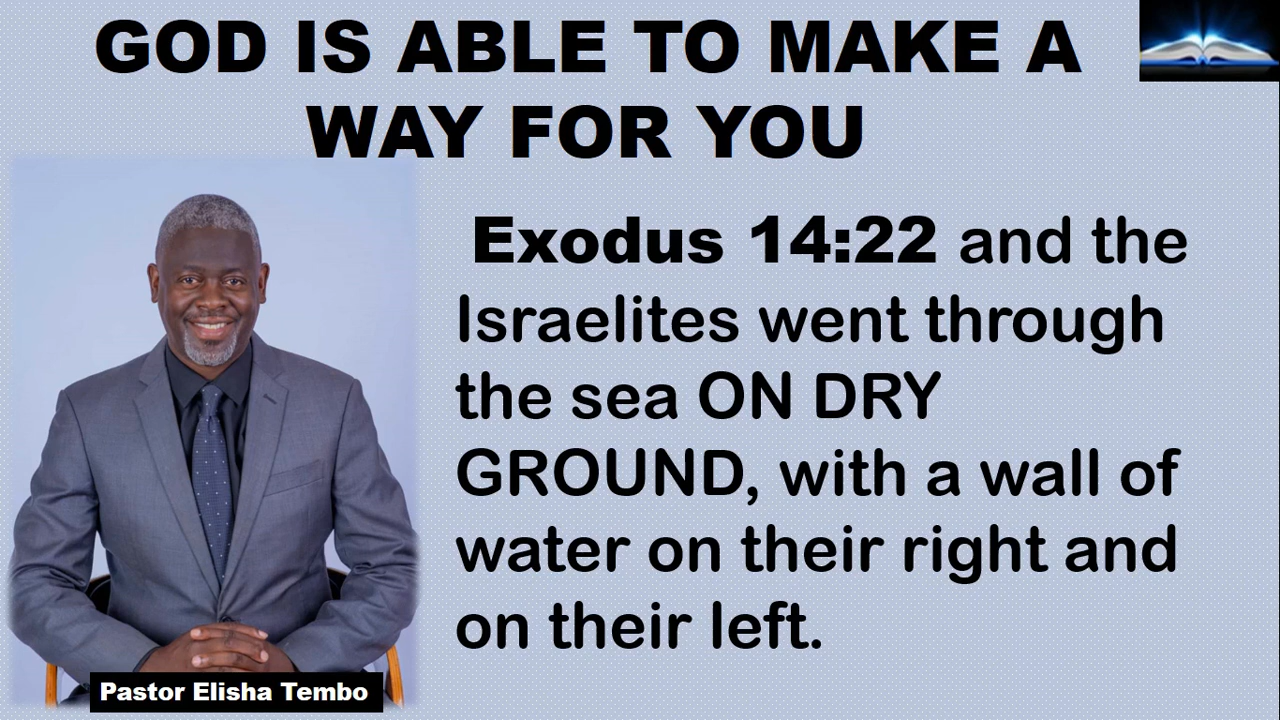 GOD IS ABLE TO MAKE A
WAY FOR YOU
Exodus 14:22 and the
Israelites went through
the sea ON DRY
GROUND, with a wall of
water on their right and
on their left.
Pastor Elisha Tembo